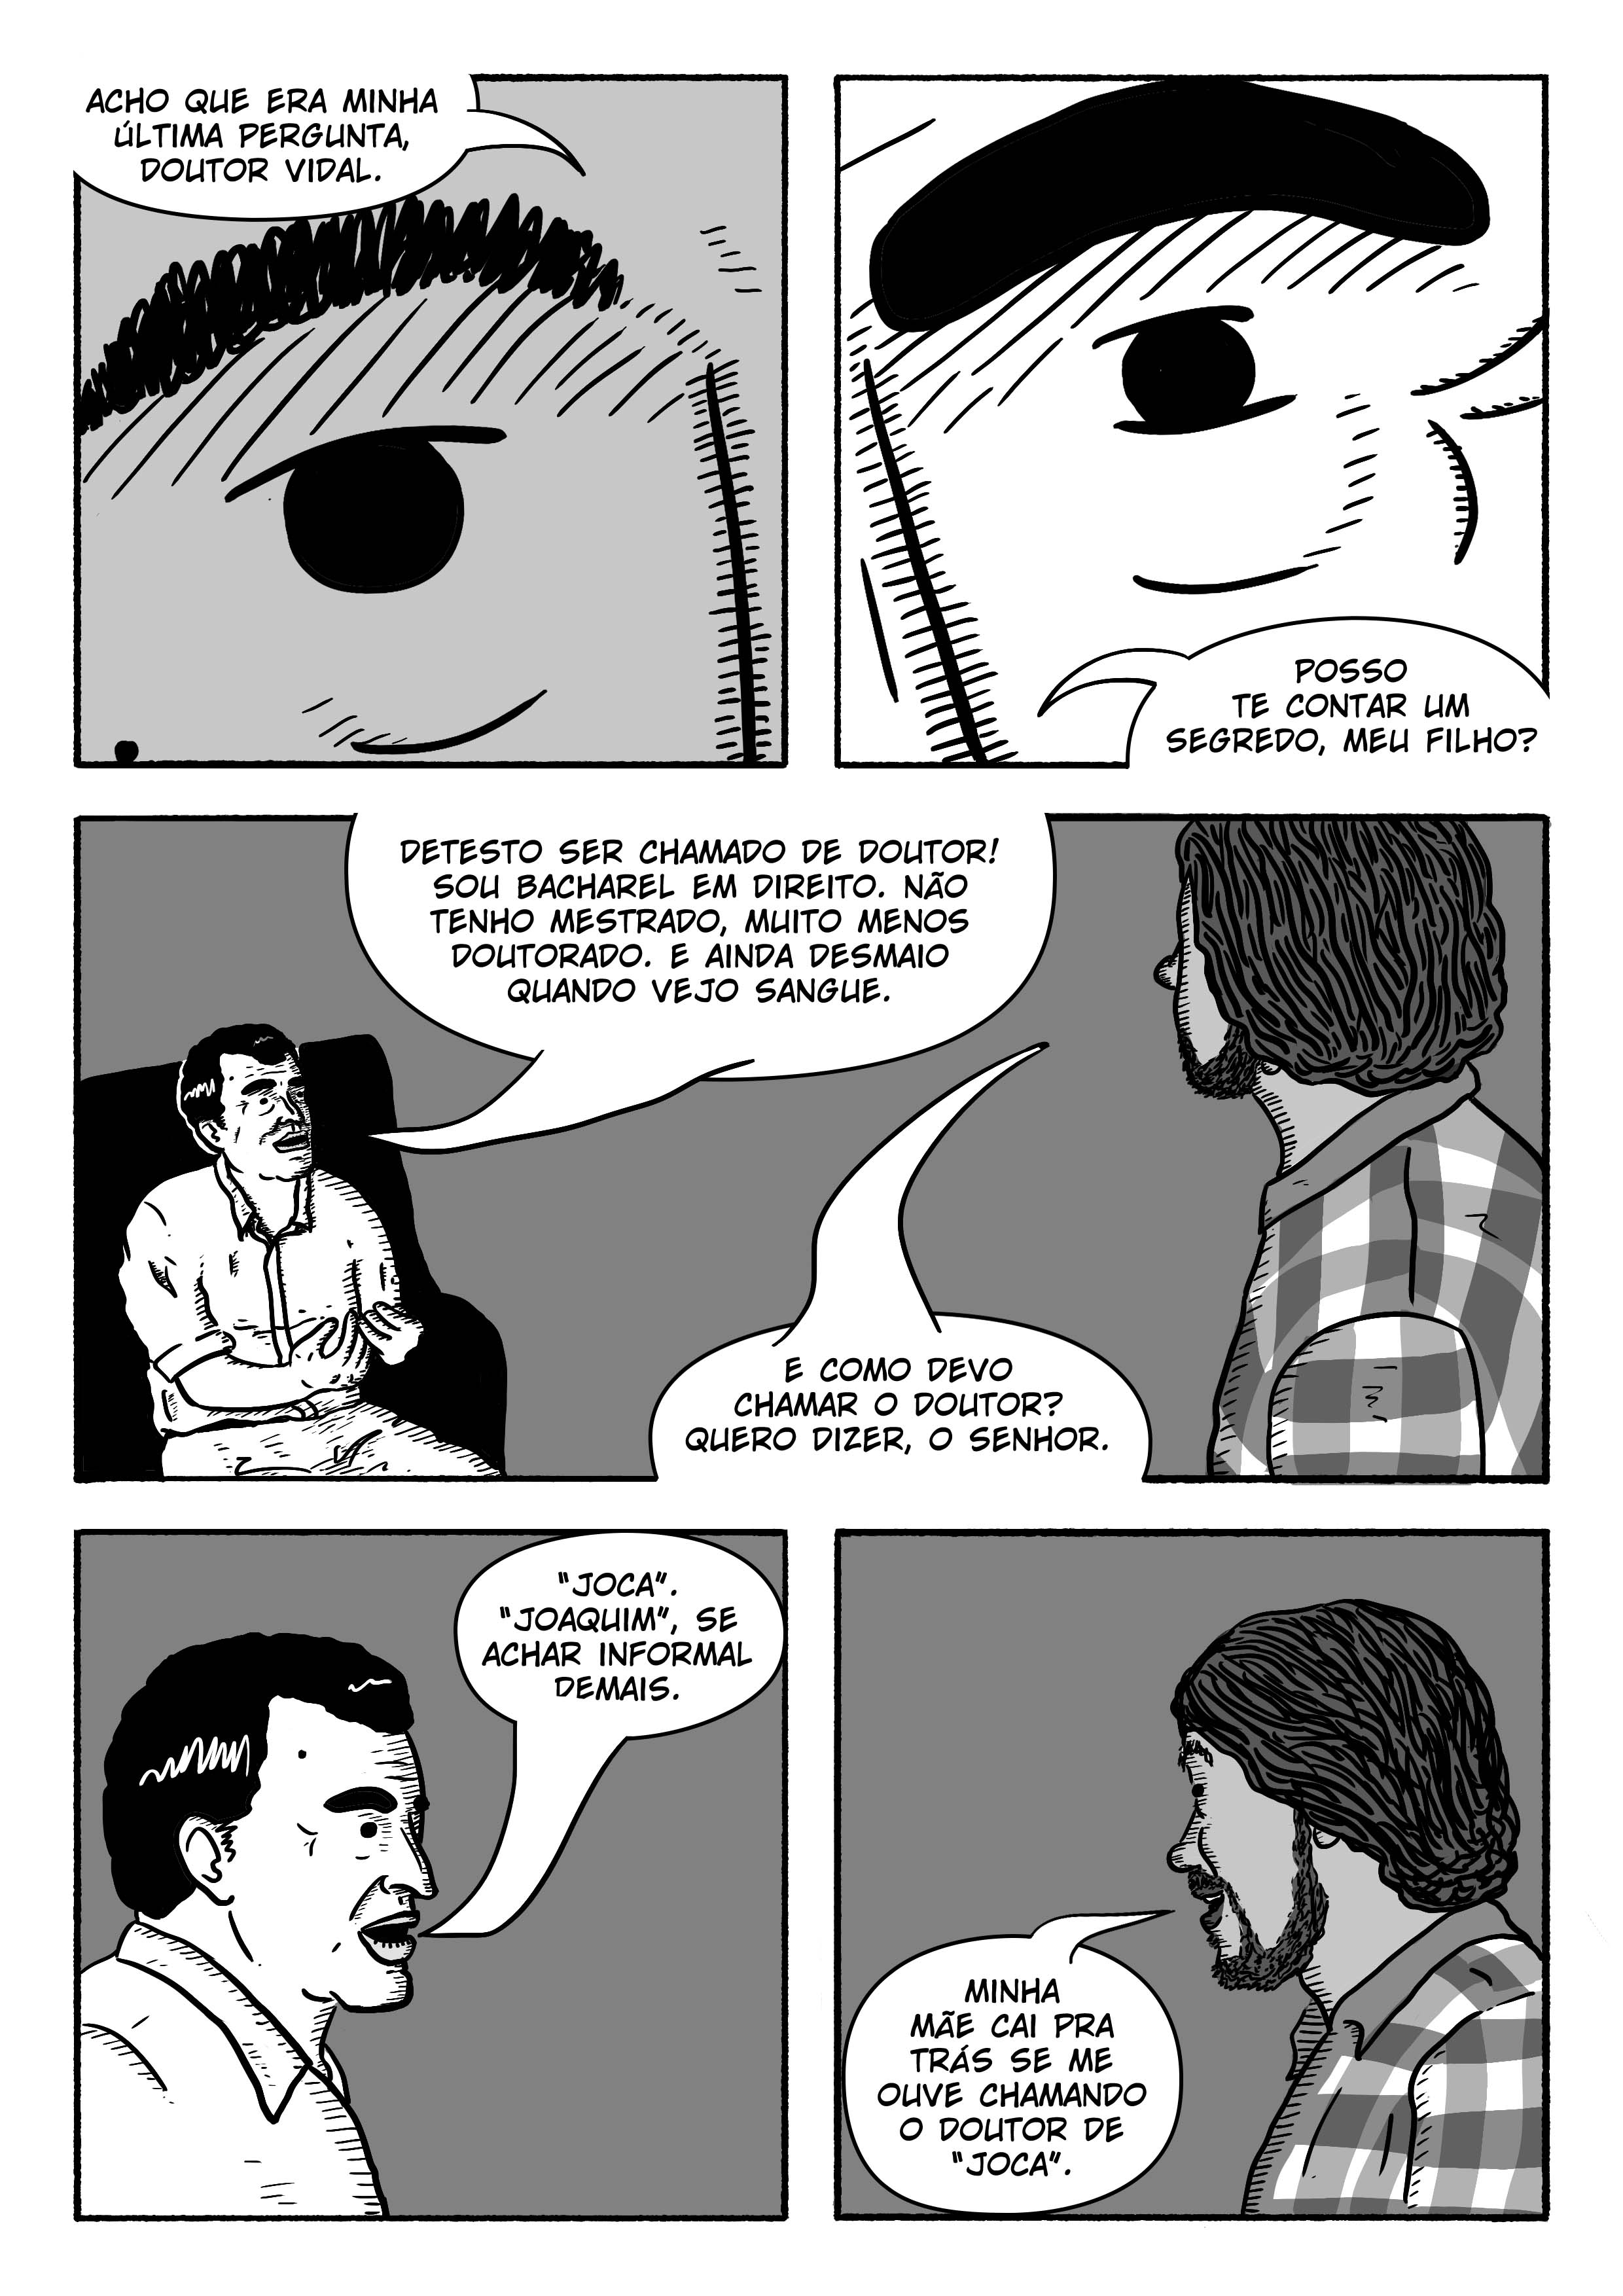 ACHO QUE ERA MINHA
ÚLTIMA PERGUNTA,
DOUTOR VIDAL.
POSSO
TE CONTAR UM
SEGREDO, MEU FILHO?
DETESTO SER CHAMADO DE DOUTOR!
SOU BACHAREL EM DIREITO. NÃO
TENHO MESTRADO, MUITO MENOS
DOUTORADO. E AINDA DESMAIO
QUANDO VEJO SANGUE.
E COMO DEVO
CHAMAR O DOUTOR?
QUERO DIZER, O SENHOR.
"JOCA".
"JOAQUIM", SE
ACHAR INFORMAL
DEMAIS.
MINHA
MÃE CAI PRA
TRÁS SE ME
OUVE CHAMANDO
O DOUTOR DE
"JOCA".